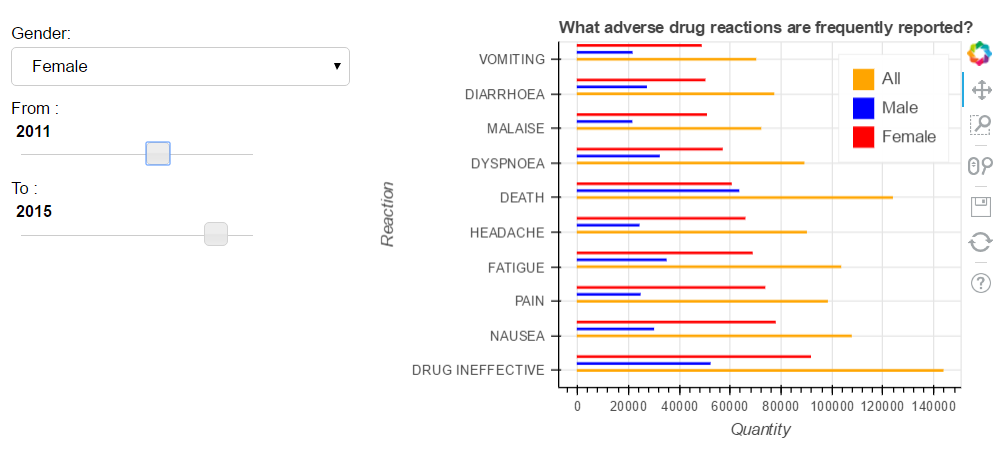 Gender:
Female
From :
2011
To :
2015
What adverse drug reactions are frequently reported?
VOMITING
DIARRHOEA
MALAISE
DYSPNOEA
DEATH
HEADACHE
FATIGUE
PAIN
NAUSEA
DRUG INEFFECTIVE
Reaction
All
Male
Female
0 20000 40000 60000 80000 100000 120000 140000
Quantity
?